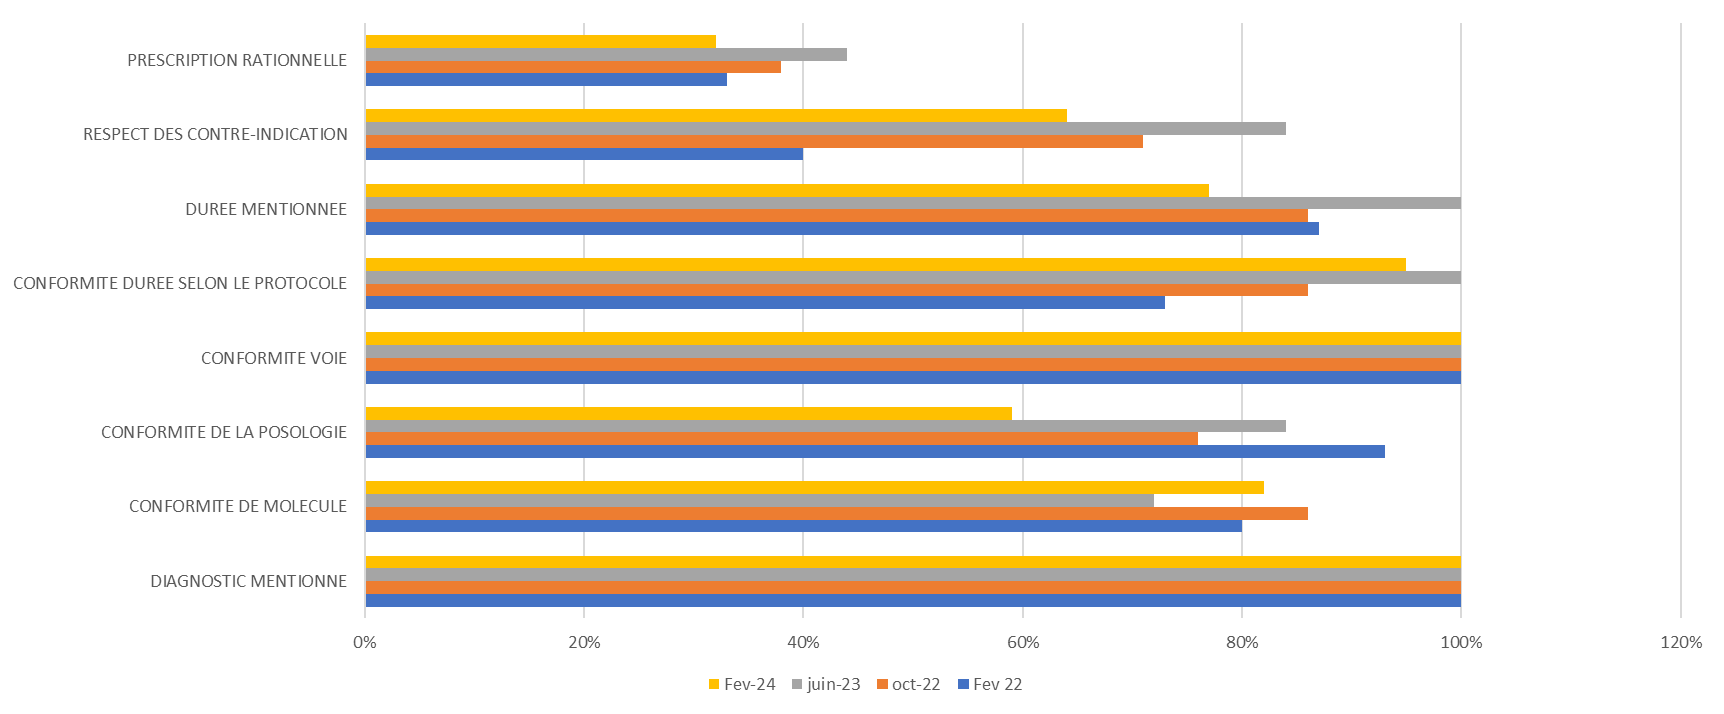 PRESCRIPTION RATIONNELLE
RESPECT DES CONTRE-INDICATION
DUREE MENTIONNEE
CONFORMITE DUREE SELON LE PROTOCOLE
CONFORMITE VOIE
CONFORMITE DE LA POSOLOGIE
CONFORMITE DE MOLECULE
DIAGNOSTIC MENTIONNE
0% 20% 40% 60% 80% 100% 120%
Fev-24 juin-23 oct-22 Fev 22